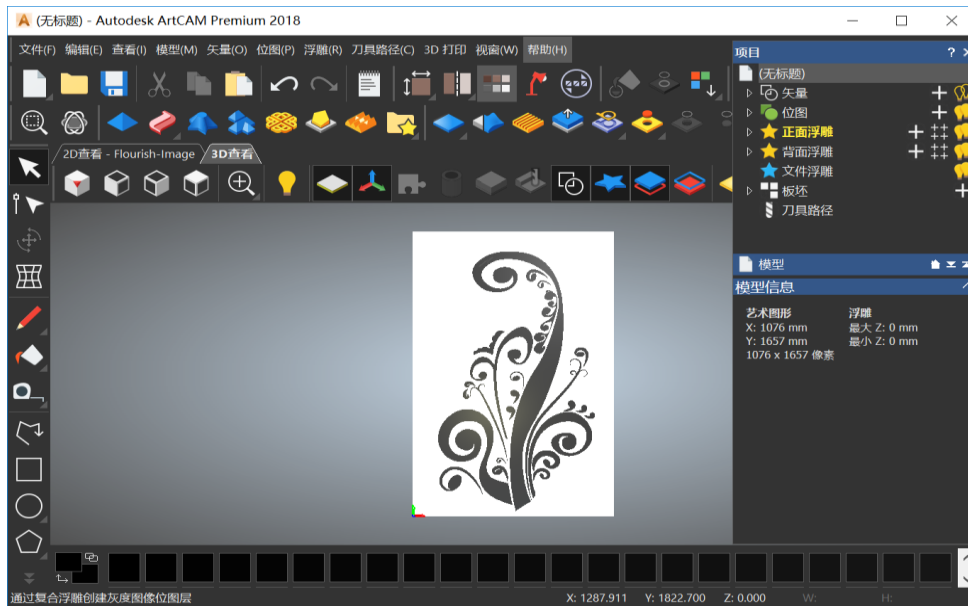 (无标题) - Autodesk ArtCAM Premium 2018
文件(F) 编辑(E) 查看(I) 模型(M) 矢量(O) 位图(P) 浮雕(R) 刀具路径(C) 3D 打印 视窗(W) 帮助(H)
2D查看 - Flourish-Image 3D查看
项目
(无标题)
矢量
位图
正面浮雕
背面浮雕
文件浮雕
板坯
刀具路径
模型
模型信息
艺术图形 浮雕
X: 1076 mm 最大 Z: 0 mm
Y: 1657 mm 最小 Z: 0 mm
1076 x 1657 像素
通过复合浮雕创建灰度图像位图层 X: 1287.911 Y: 1822.700 Z: 0.000 W: H: